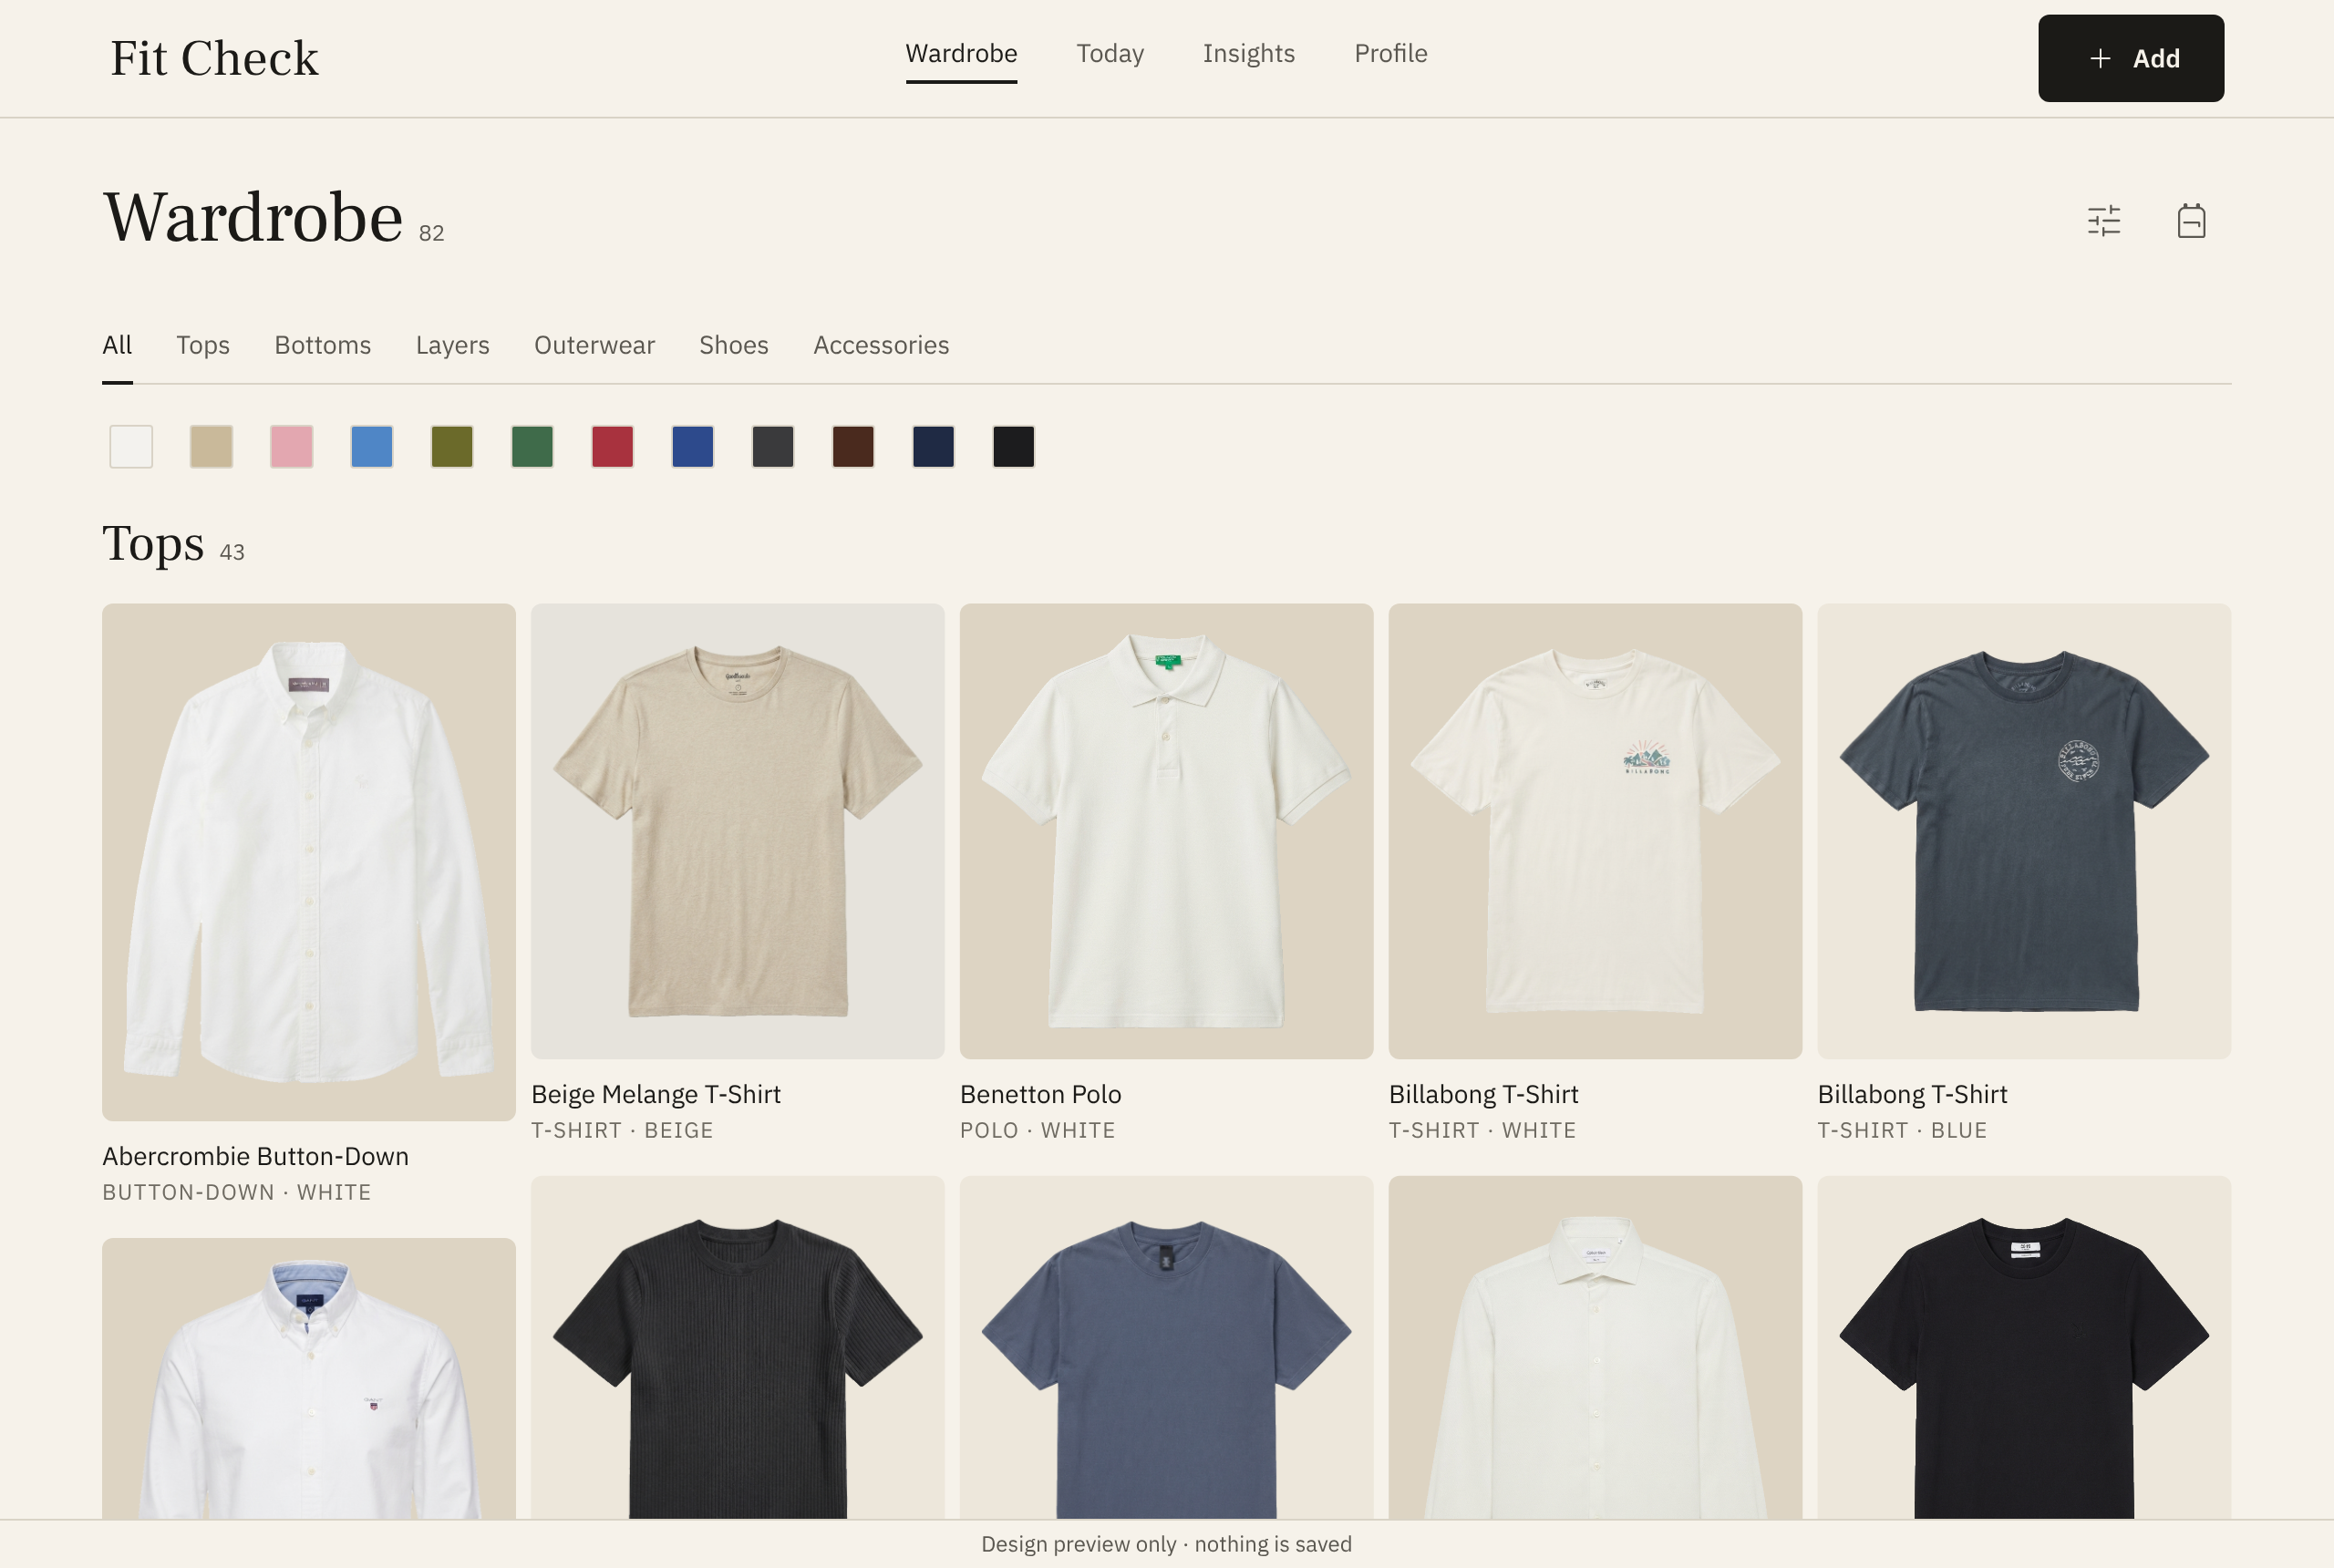 Fit Check
Wardrobe
Today
Insights
Profile
+ Add
Wardrobe 82
All
Tops
Bottoms
Layers
Outerwear
Shoes
Accessories
Tops 43
BILLABONG
BILLABONG
Abercrombie Button-Down
BUTTON-DOWN · WHITE
Beige Melange T-Shirt
T-SHIRT · BEIGE
Benetton Polo
POLO · WHITE
Billabong T-Shirt
T-SHIRT · WHITE
Billabong T-Shirt
T-SHIRT · BLUE
Design preview only · nothing is saved